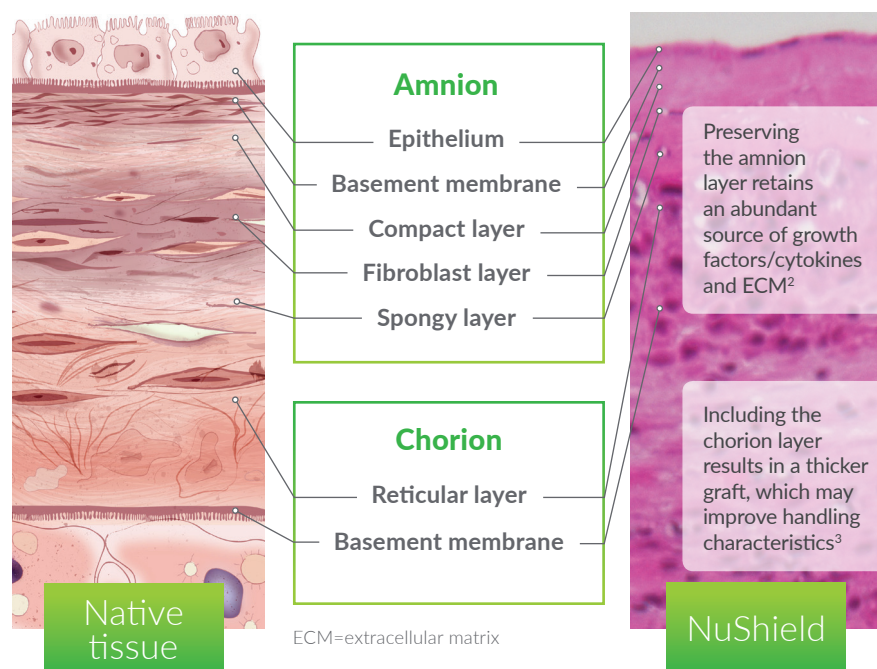 Amnion
Epithelium
Basement membrane
Compact layer
Fibroblast layer
Spongy layer
Chorion
Reticular layer
Basement membrane
Preserving
the amnion
layer retains
an abundant
source of growth
factors/cytokines
and ECM²
Including the
chorion layer
results in a thicker
graft, which may
improve handling
characteristics³
Native
tissue
ECM=extracellular matrix
NuShield